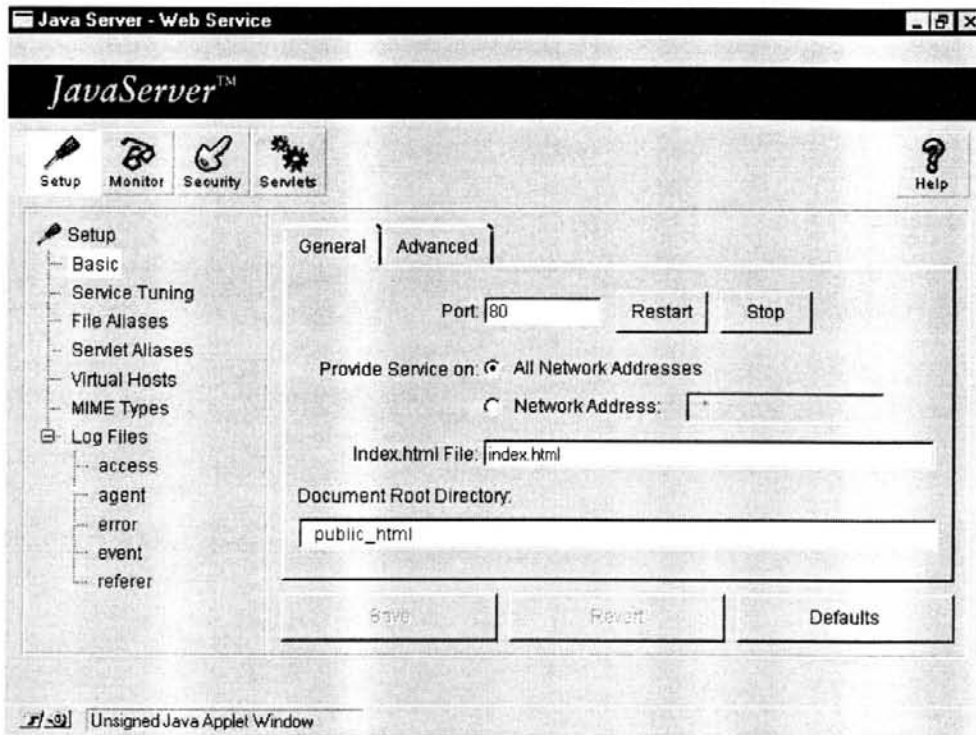 Java Server - Web Service
JavaServer™
Setup
Monitor
Security
Servlets
Help
Setup
Basic
Service Tuning
File Aliases
Servlet Aliases
Virtual Hosts
MIME Types
Log Files
access
agent
error
event
referer
General
Advanced
Port: 80
Restart
Stop
Provide Service on: All Network Addresses
Network Address: *
Index.html File: index.html
Document Root Directory:
public_html
Save
Revert
Defaults
Unsigned Java Applet Window